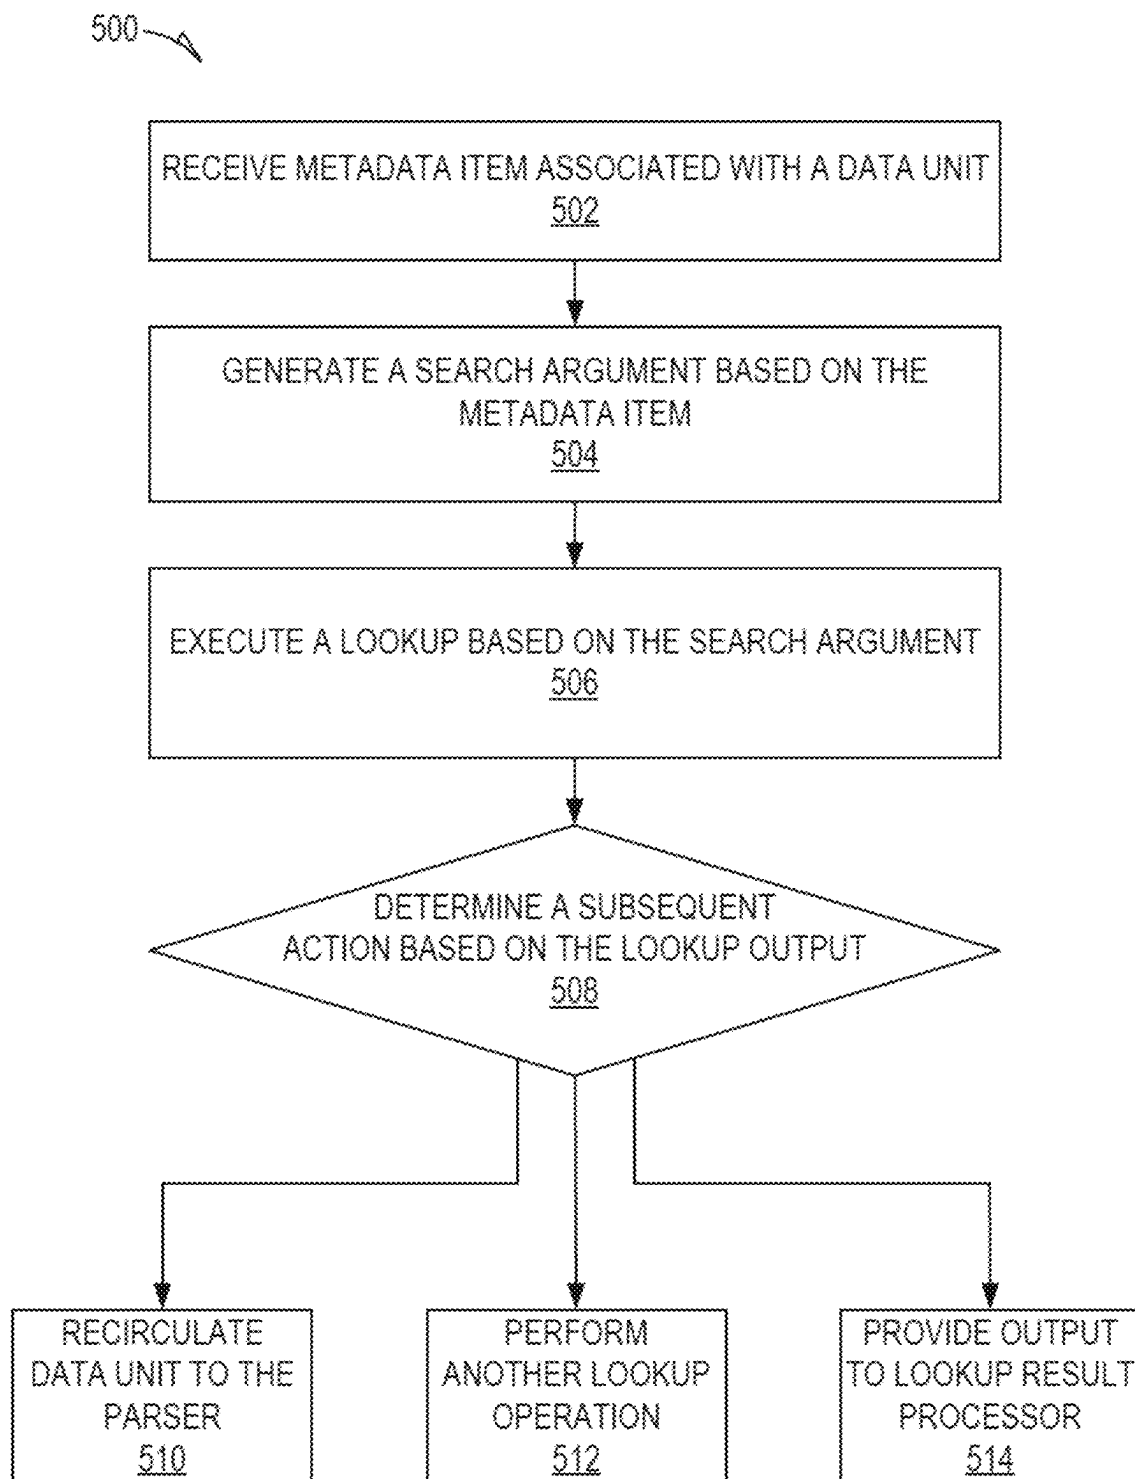 500
RECEIVE METADATA ITEM ASSOCIATED WITH A DATA UNIT
502
GENERATE A SEARCH ARGUMENT BASED ON THE
METADATA ITEM
504
EXECUTE A LOOKUP BASED ON THE SEARCH ARGUMENT
506
DETERMINE A SUBSEQUENT
ACTION BASED ON THE LOOKUP OUTPUT
508
RECIRCULATE
DATA UNIT TO THE
PARSER
510
PERFORM
ANOTHER LOOKUP
OPERATION
512
PROVIDE OUTPUT
TO LOOKUP RESULT
PROCESSOR
514